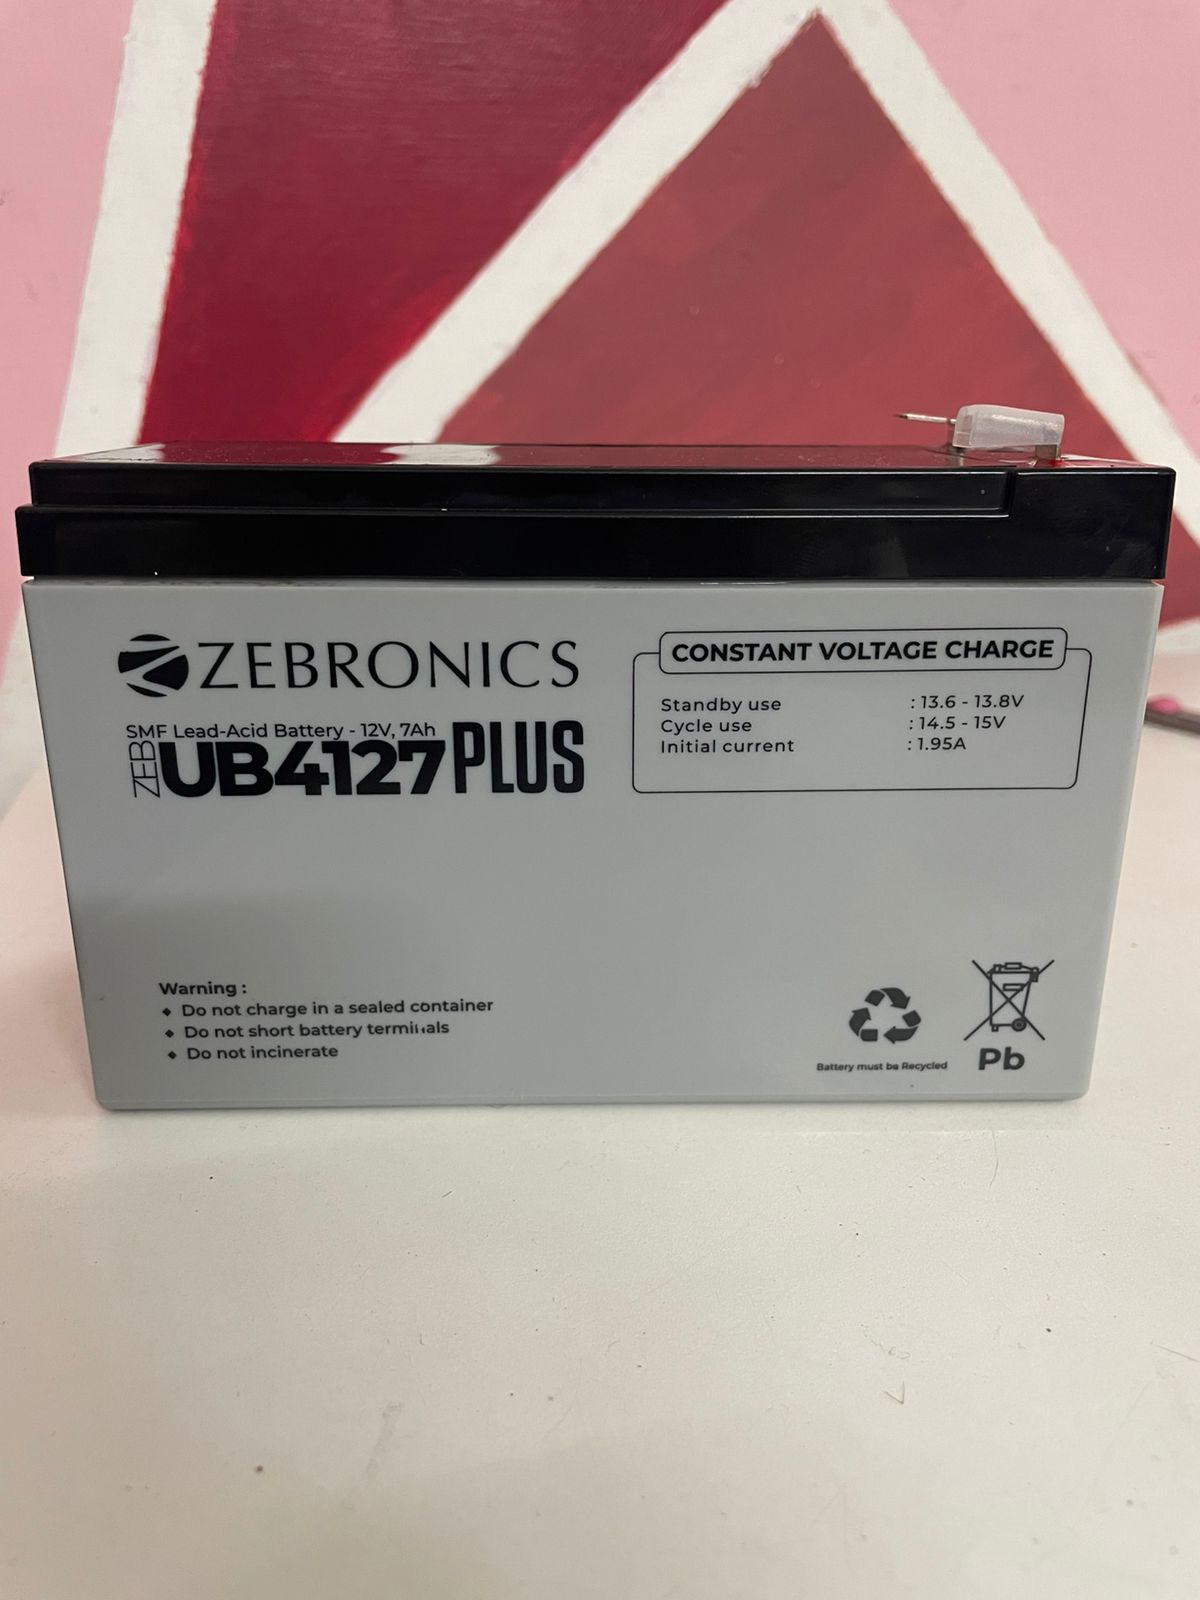 ZEBRONICS
SMF Lead-Acid Battery - 12V, 7Ah
ZEB UB4127 PLUS
CONSTANT VOLTAGE CHARGE
Standby use : 13.6 - 13.8V
Cycle use : 14.5 - 15V
Initial current : 1.95A
Warning :
Do not charge in a sealed container
Do not short battery terminals
Do not incinerate
Battery must be Recycled
Pb